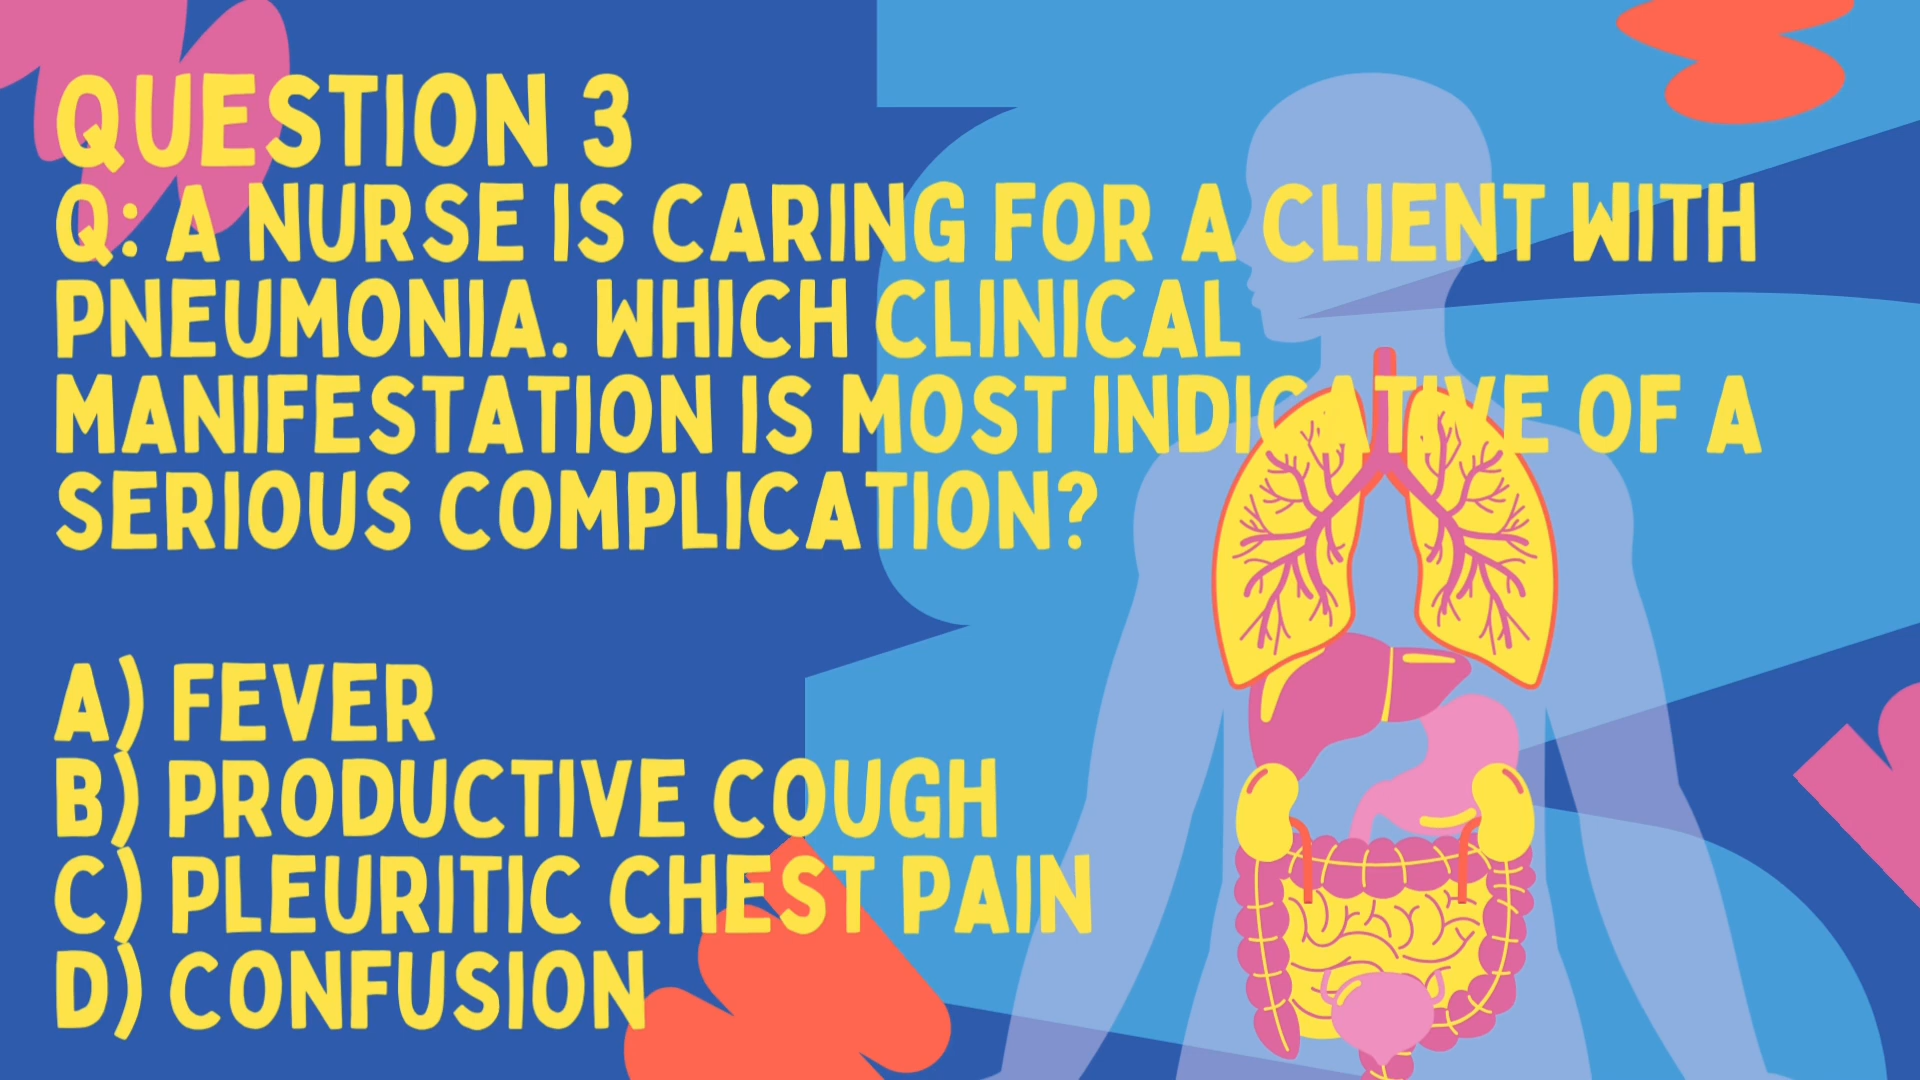 QUESTION 3
Q: A NURSE IS CARING FOR A CLIENT WITH
PNEUMONIA. WHICH CLINICAL
MANIFESTATION IS MOST INDICATIVE OF A
SERIOUS COMPLICATION?
A) FEVER
B) PRODUCTIVE COUGH
C) PLEURITIC CHEST PAIN
D) CONFUSION